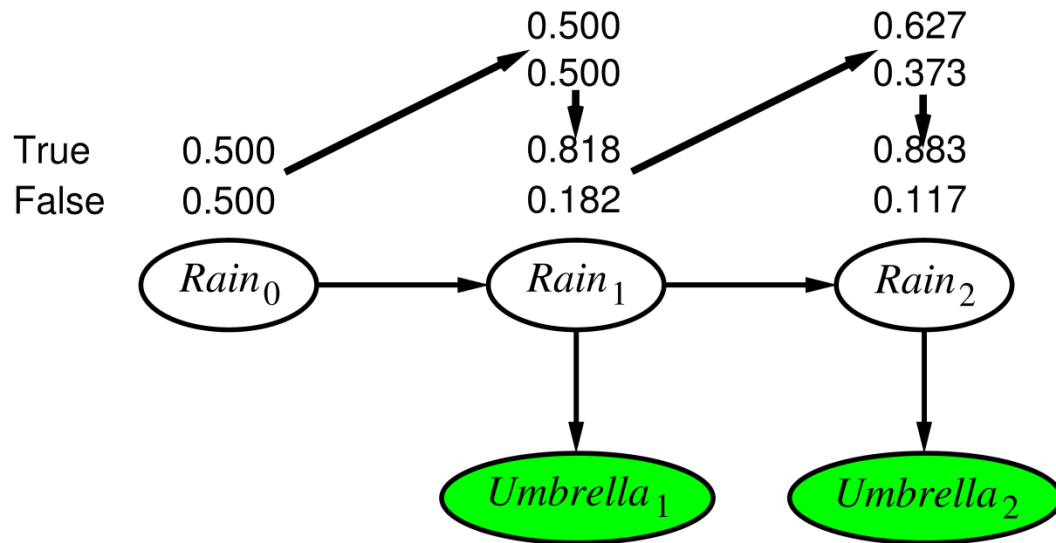 0.500 0.627
0.500 0.373
True 0.500 0.818 0.883
False 0.500 0.182 0.117
Rain0 Rain1 Rain2
Umbrella1 Umbrella2